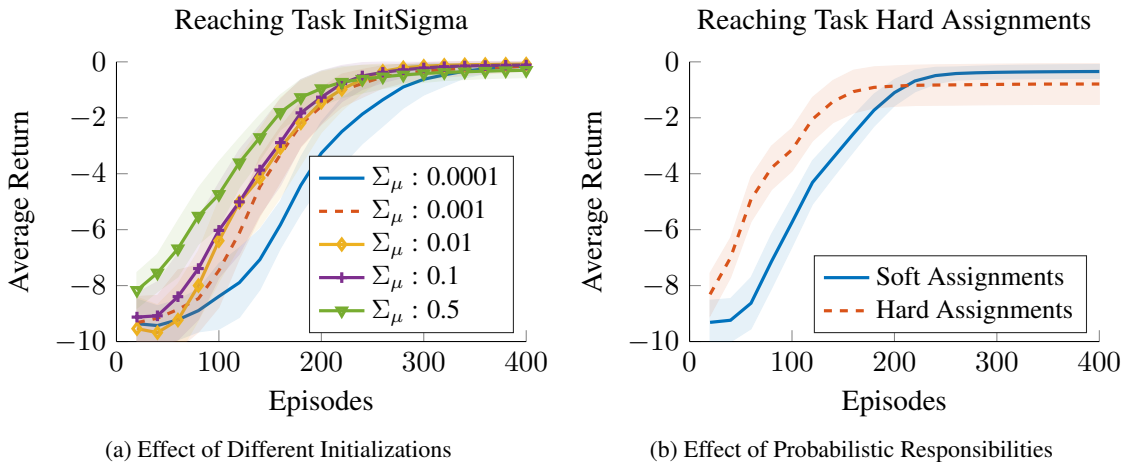 Reaching Task InitSigma
0
−2
−4
−6
−8
−10
Average Return
0 100 200 300 400
Episodes
Σμ : 0.0001
Σμ : 0.001
Σμ : 0.01
Σμ : 0.1
Σμ : 0.5
(a) Effect of Different Initializations
Reaching Task Hard Assignments
0
−2
−4
−6
−8
−10
Average Return
0 100 200 300 400
Episodes
Soft Assignments
Hard Assignments
(b) Effect of Probabilistic Responsibilities